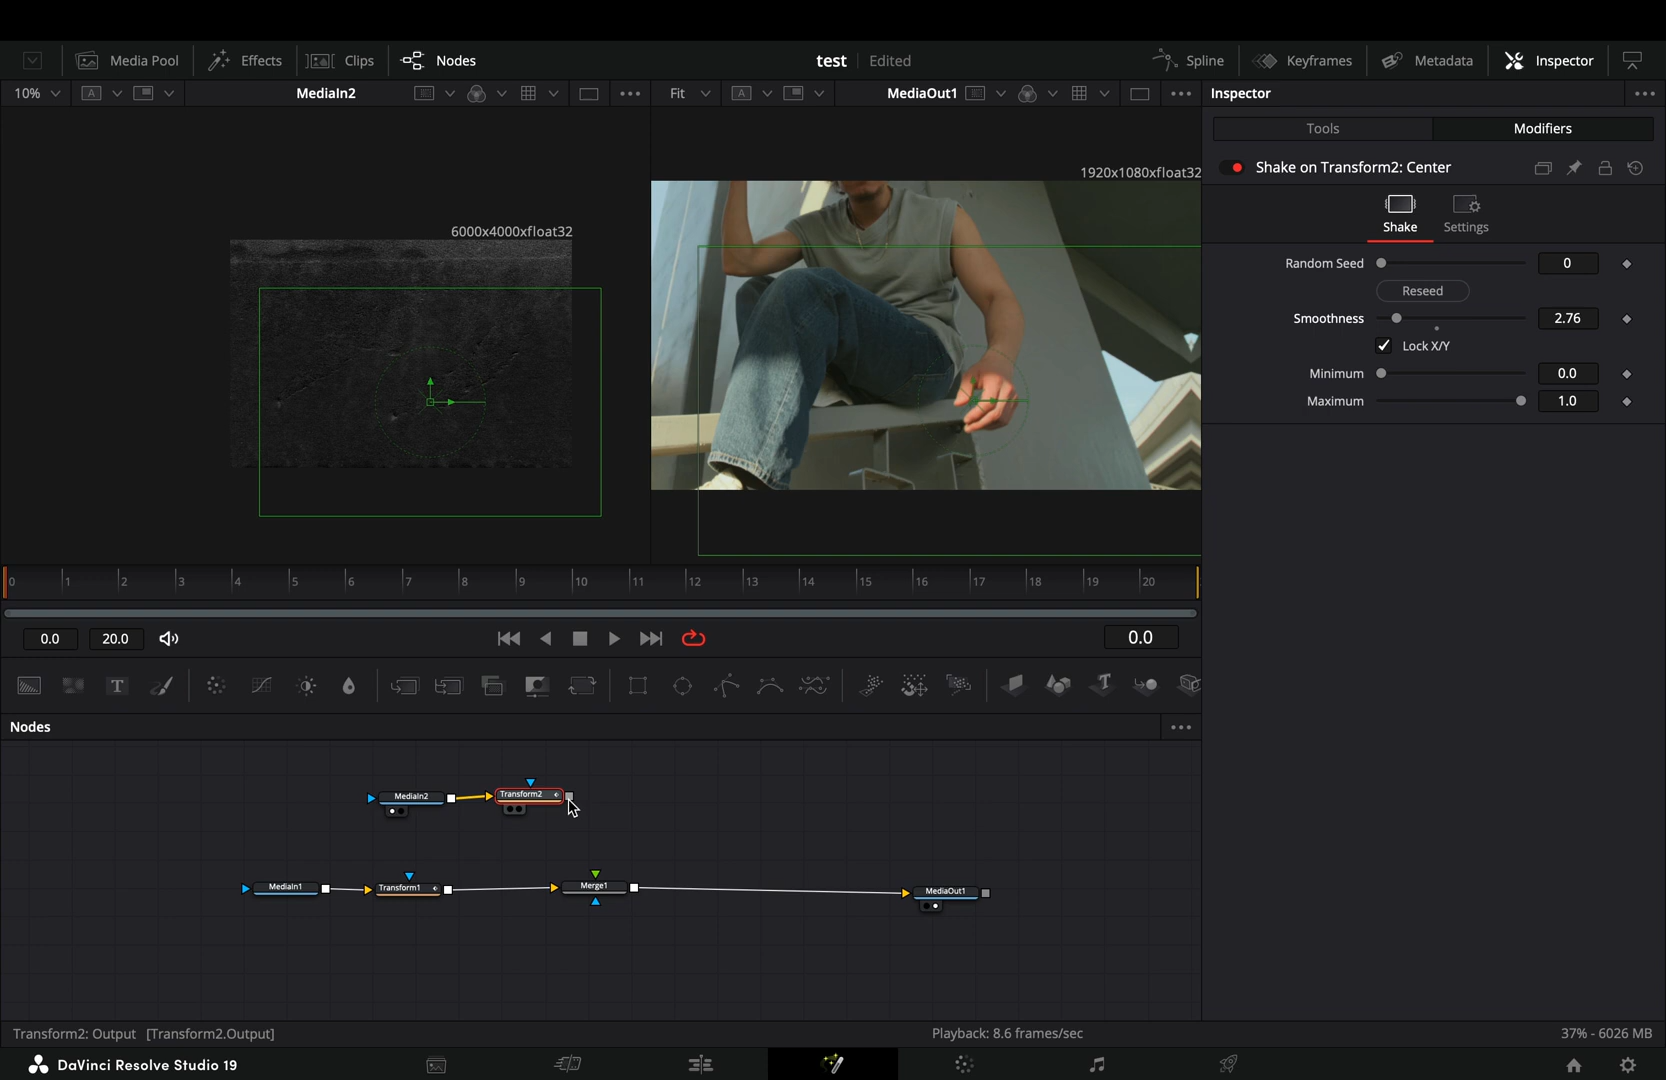 Media Pool
Effects
Clips
Nodes
test
Edited
Spline
Keyframes
Metadata
Inspector
10%
A
MediaIn2
Fit
A
MediaOut1
Inspector
Tools
Modifiers
Shake on Transform2: Center
Shake
Settings
Random Seed
0
Reseed
Smoothness
2.76
Lock X/Y
Minimum
0.0
Maximum
1.0
6000x4000xfloat32
1920x1080xfloat32
0 1 2 3 4 5 6 7 8 9 10 11 12 13 14 15 16 17 18 19 20
0.0
20.0
0.0
T
T
Nodes
MediaIn2
Transform2
MediaIn1
Transform1
Merge1
MediaOut1
Transform2: Output [Transform2.Output]
Playback: 8.6 frames/sec
37% - 6026 MB
DaVinci Resolve Studio 19